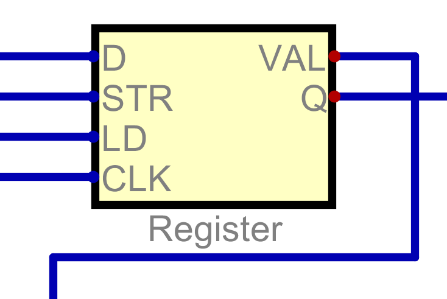 D VAL
STR Q
LD
CLK
Register